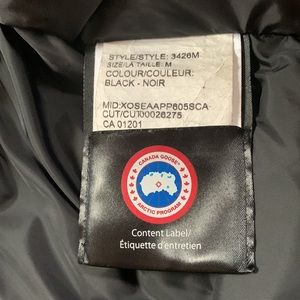 STYLE/STYLE: 3426M
SIZE/LA TAILLE: M
COLOUR/COULEUR:
BLACK - NOIR
MID:XOSEAAPP605SCA
CUT/CUT00026275
CA 01201
CANADA GOOSE
ARCTIC PROGRAM
Content Label/
Étiquette d'entretien